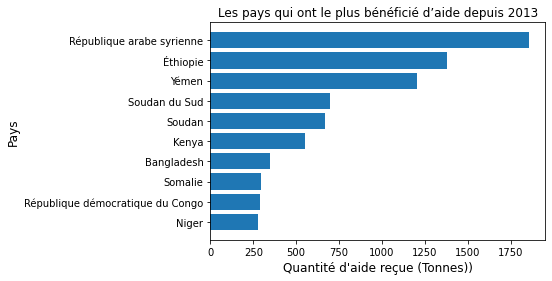 Les pays qui ont le plus bénéficié d’aide depuis 2013
Pays
République arabe syrienne
Éthiopie
Yémen
Soudan du Sud
Soudan
Kenya
Bangladesh
Somalie
République démocratique du Congo
Niger
0 250 500 750 1000 1250 1500 1750
Quantité d'aide reçue (Tonnes))